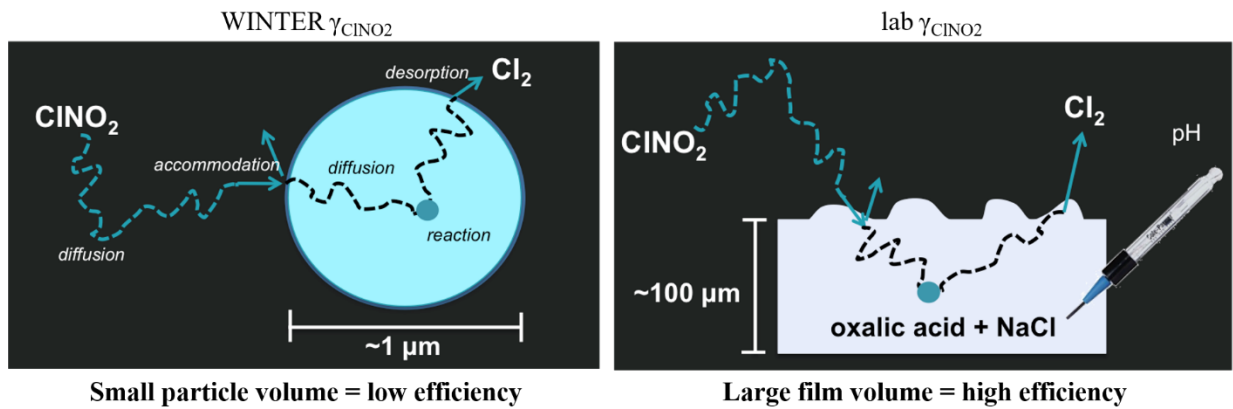 WINTER γClNO2
ClNO2
diffusion
accommodation
diffusion
reaction
desorption
Cl2
~1 μm
Small particle volume = low efficiency
lab γClNO2
ClNO2
Cl2
pH
~100 μm
oxalic acid + NaCl
Large film volume = high efficiency